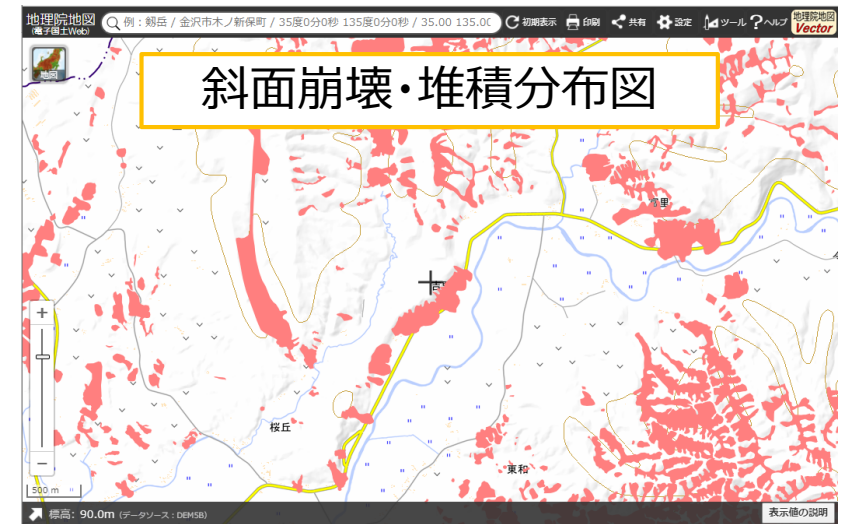 地理院地図
(電子国土Web)
例：剱岳 / 金沢市木ノ新保町 / 35度0分0秒 135度0分0秒 / 35.00 135.00
初期表示
印刷
共有
設定
ツール
ヘルプ
地理院地図
Vector
地図
斜面崩壊・堆積分布図
桜丘
東和
+
−
500 m
標高: 90.0m (データソース：DEM5B)
表示値の説明